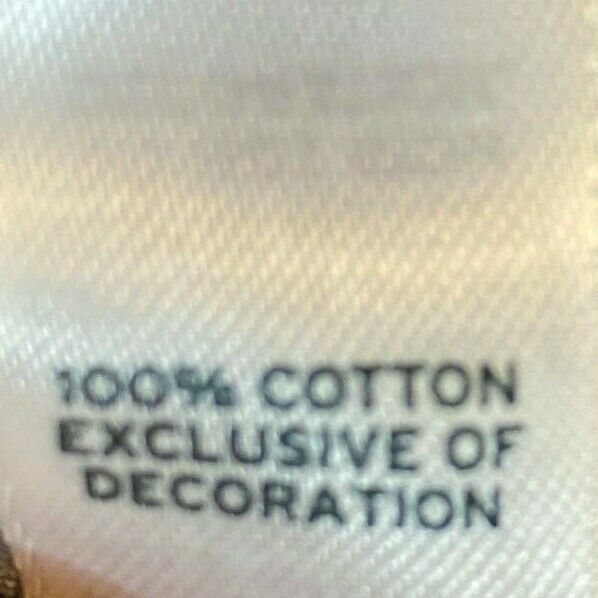 100% COTTON
EXCLUSIVE OF
DECORATION